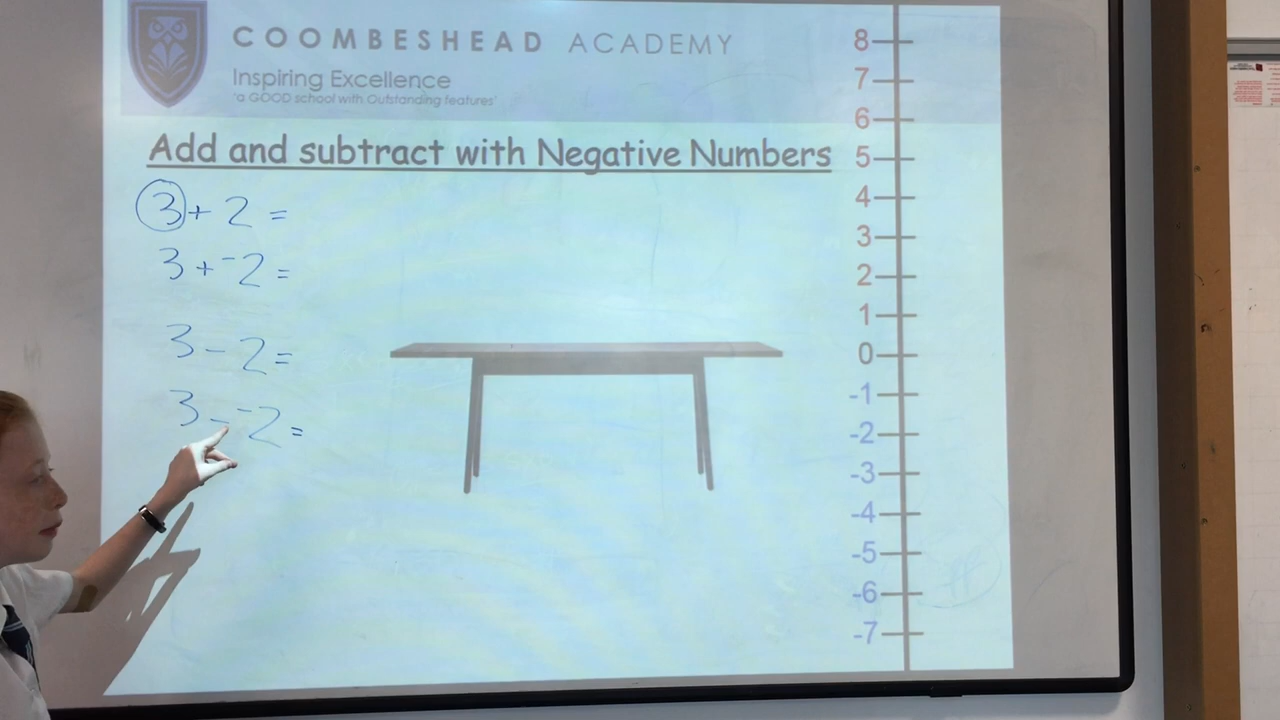 COOMBESHEAD ACADEMY
Inspiring Excellence
'a GOOD school with Outstanding features'
Add and subtract with Negative Numbers
3 + 2 =
3 + -2 =
3 - 2 =
3 - -2 =
8
7
6
5
4
3
2
1
0
-1
-2
-3
-4
-5
-6
-7